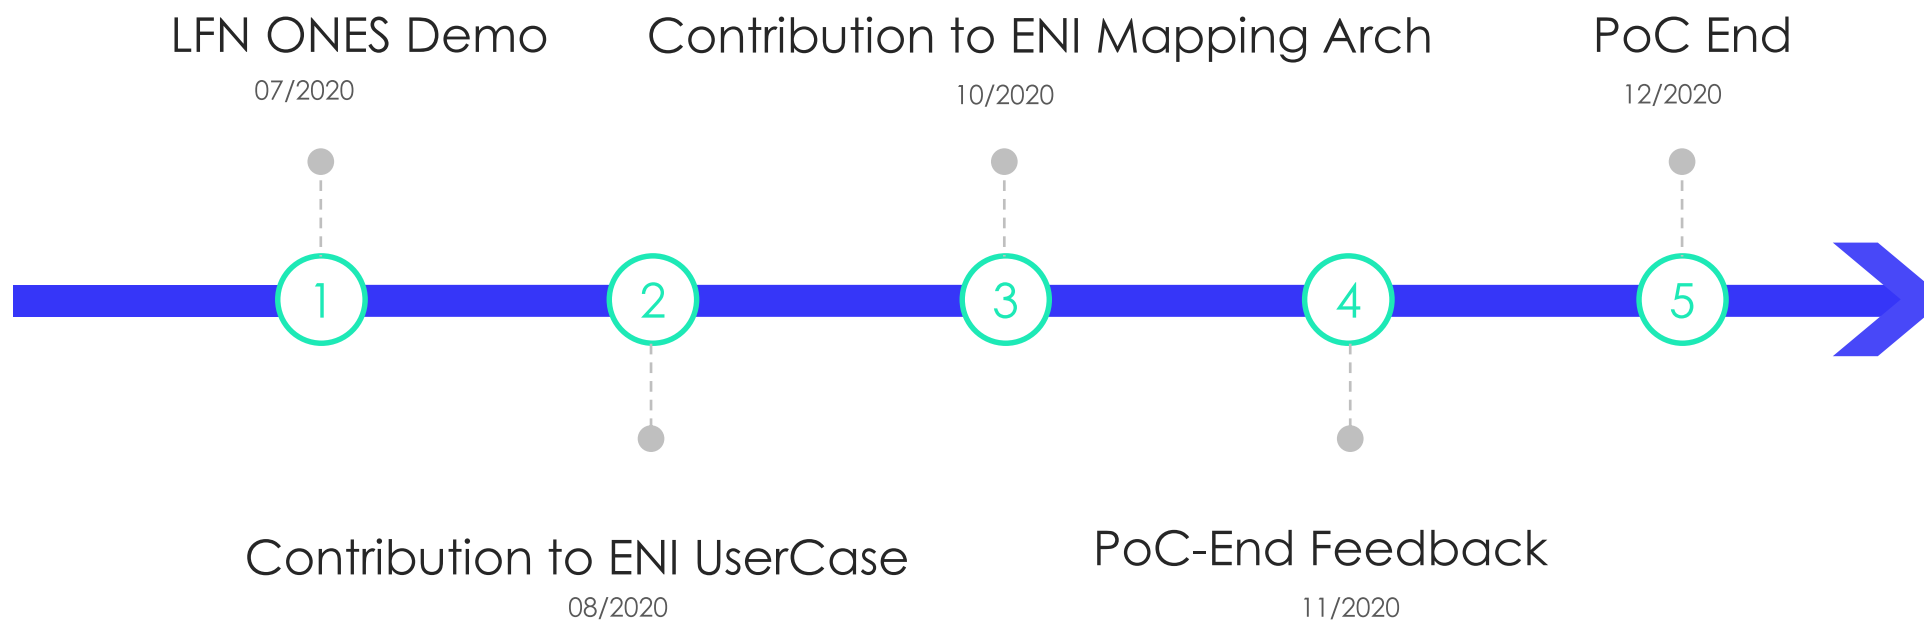 LFN ONES Demo
07/2020
Contribution to ENI Mapping Arch
10/2020
PoC End
12/2020
1
2
3
4
5
Contribution to ENI UserCase
08/2020
PoC-End Feedback
11/2020